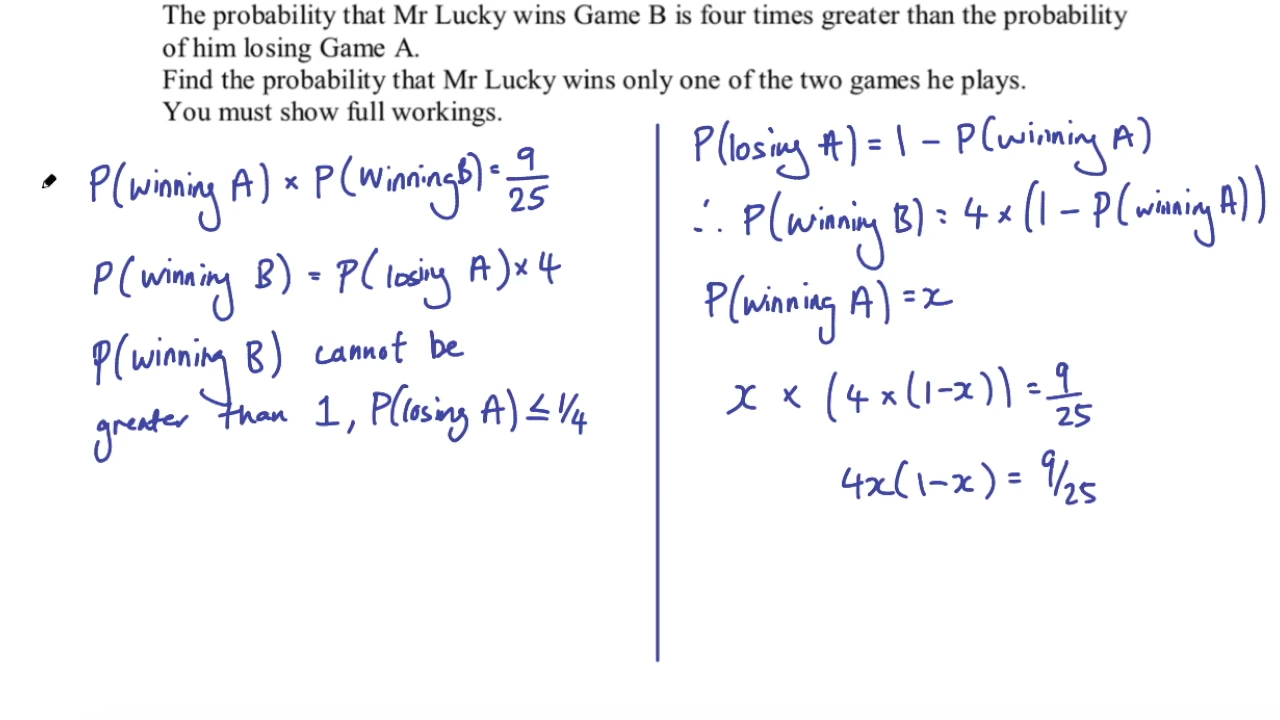 The probability that Mr Lucky wins Game B is four times greater than the probability
of him losing Game A.
Find the probability that Mr Lucky wins only one of the two games he plays.
You must show full workings.
P(winning A) × P(winning B) = 9/25
P(winning B) = P(losing A) × 4
P(winning B) cannot be
greater than 1, P(losing A) ≤ 1/4
P(losing A) = 1 − P(winning A)
∴ P(winning B) = 4 × (1 − P(winning A))
P(winning A) = x
x × (4 × (1−x)) = 9/25
4x(1−x) = 9/25